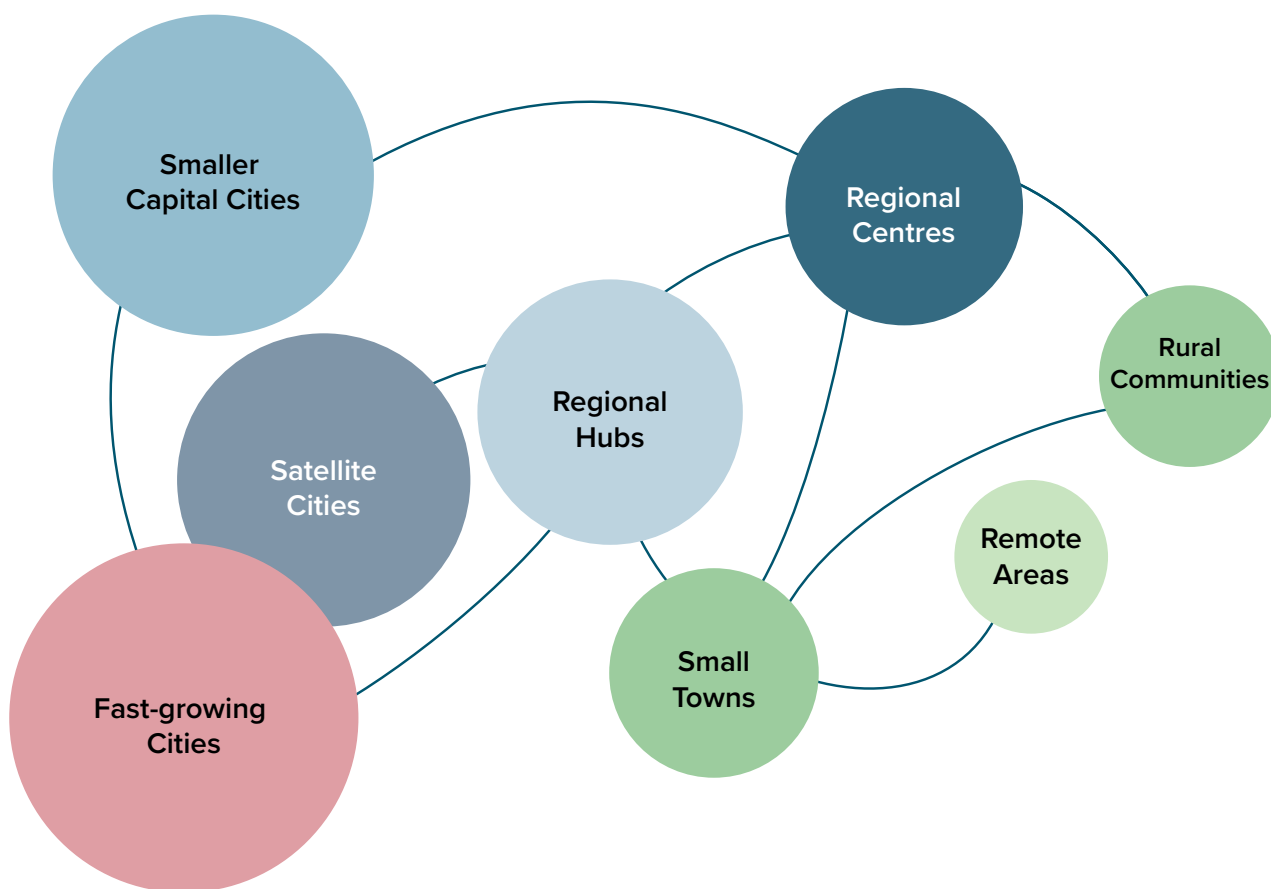 Smaller
Capital Cities
Regional
Centres
Rural
Communities
Regional
Hubs
Satellite
Cities
Remote
Areas
Small
Towns
Fast-growing
Cities